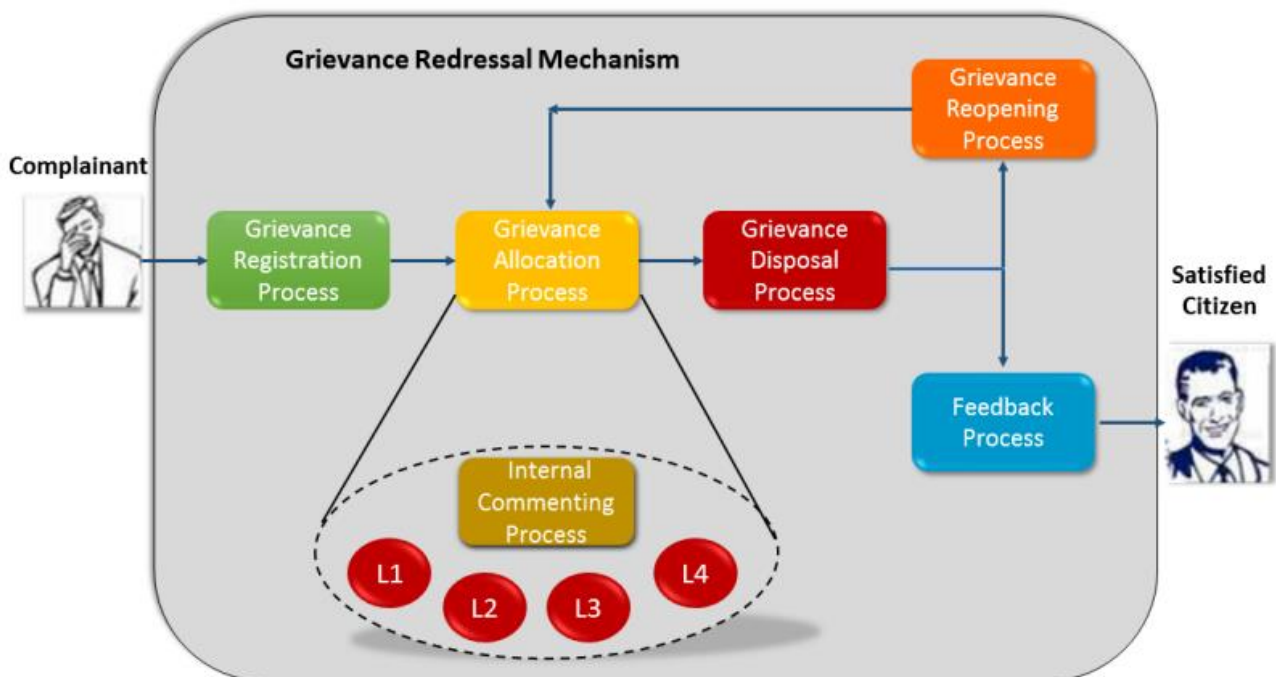 Grievance Redressal Mechanism
Grievance
Reopening
Process
Complainant
Grievance
Registration
Process
Grievance
Allocation
Process
Grievance
Disposal
Process
Satisfied
Citizen
Feedback
Process
Internal
Commenting
Process
L1
L2
L3
L4